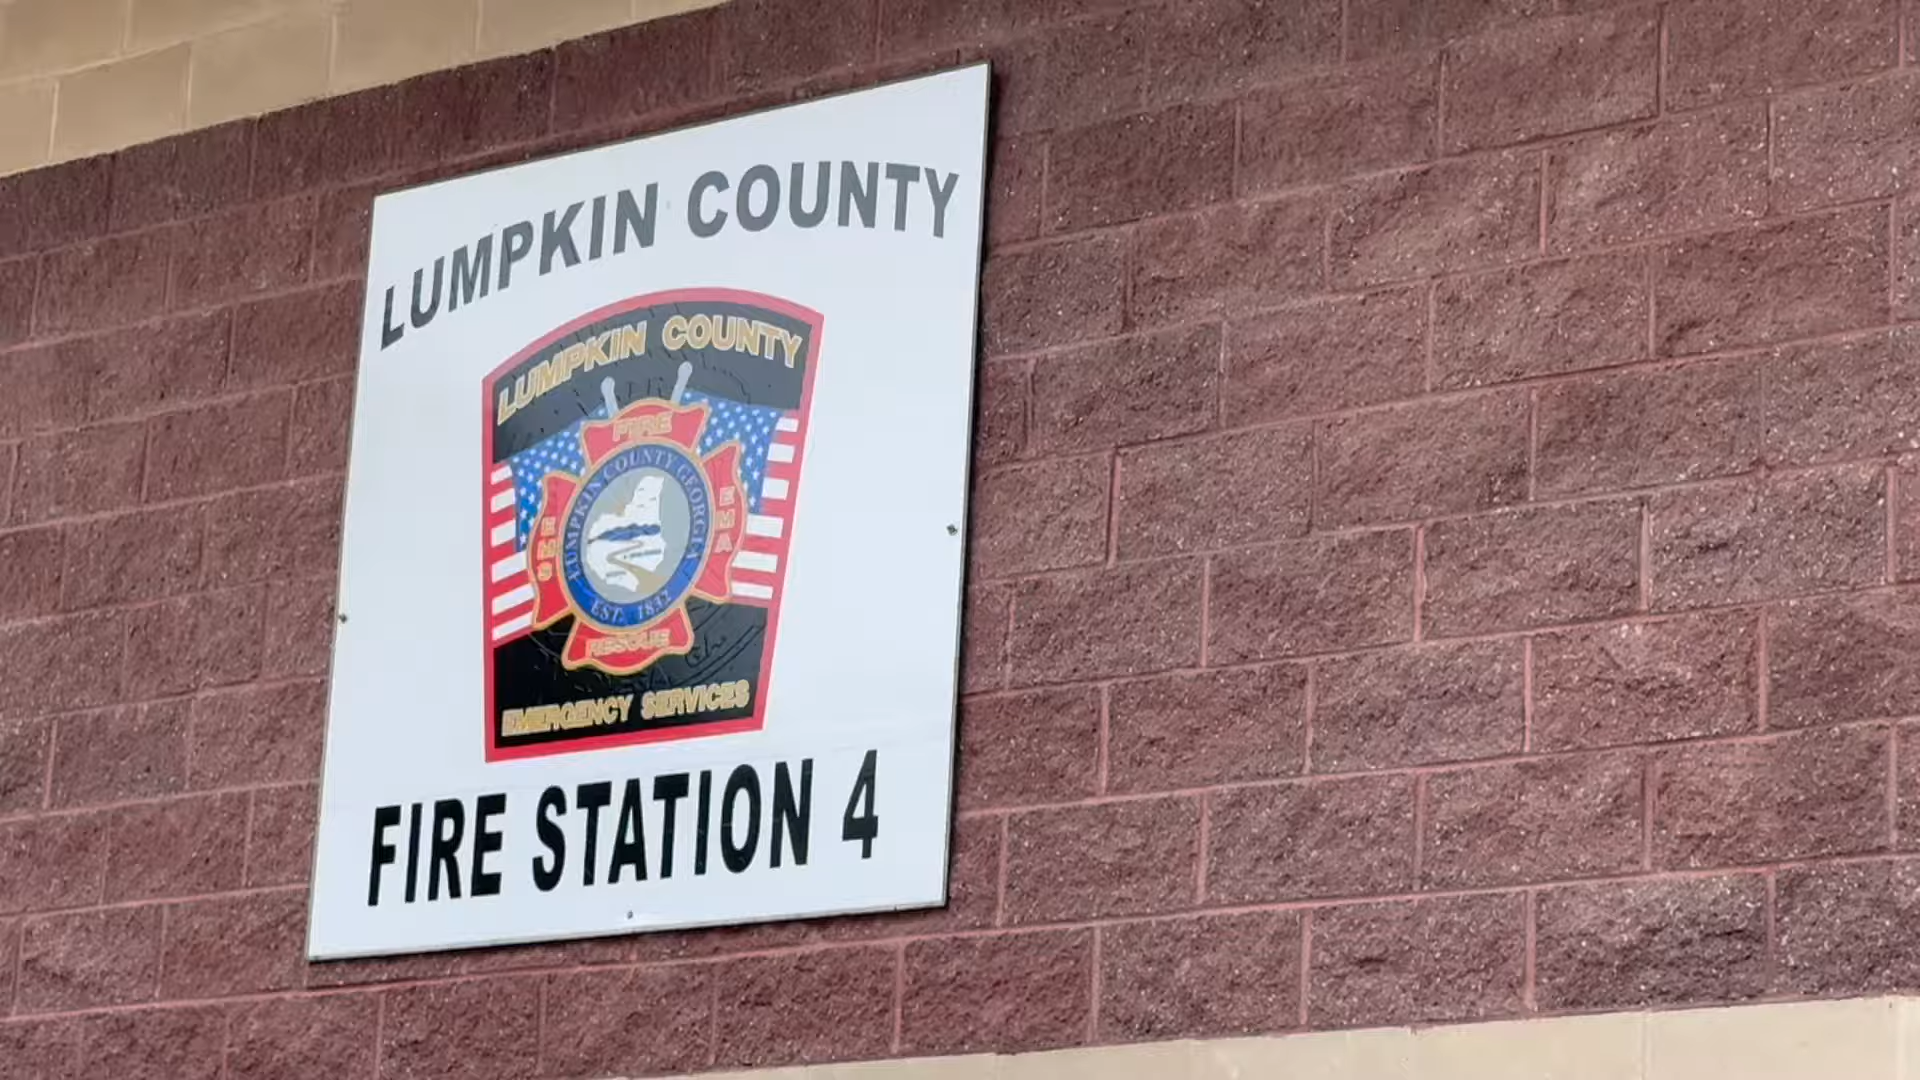 LUMPKIN COUNTY
LUMPKIN COUNTY
FIRE
LUMPKIN COUNTY GEORGIA
EMS
EMA
EST. 1832
RESCUE
EMERGENCY SERVICES
FIRE STATION 4